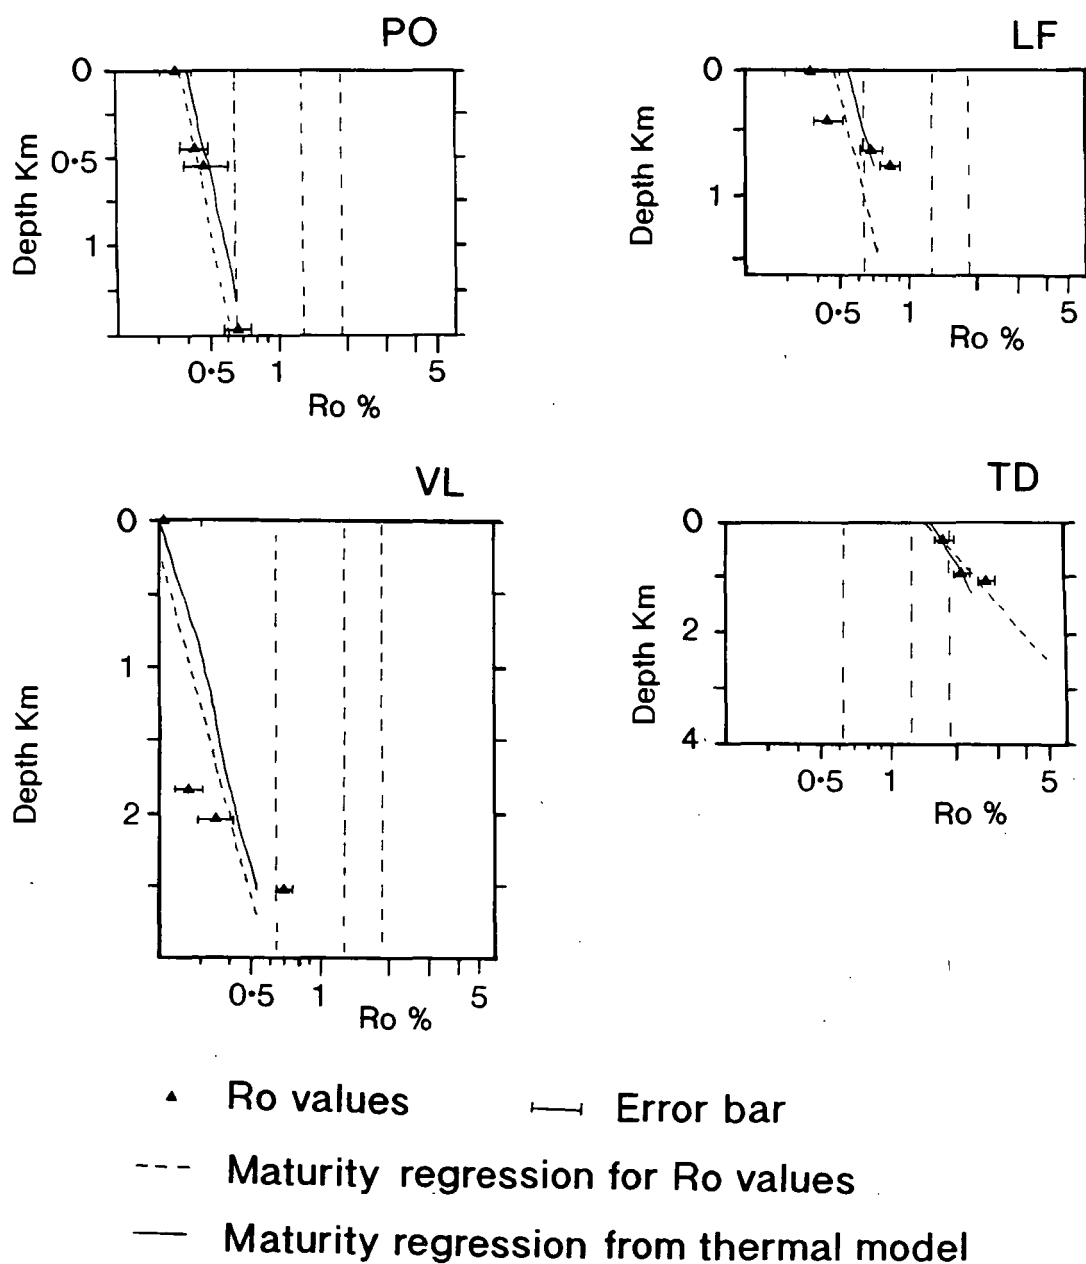 PO
0
0·5
1
Depth Km
0·5 1 5
Ro %
LF
0
1
Depth Km
0·5 1 5
Ro %
VL
0
1
2
Depth Km
0·5 1 5
Ro %
TD
0
2
4
Depth Km
0·5 1 2 5
Ro %
Ro values
Error bar
Maturity regression for Ro values
Maturity regression from thermal model